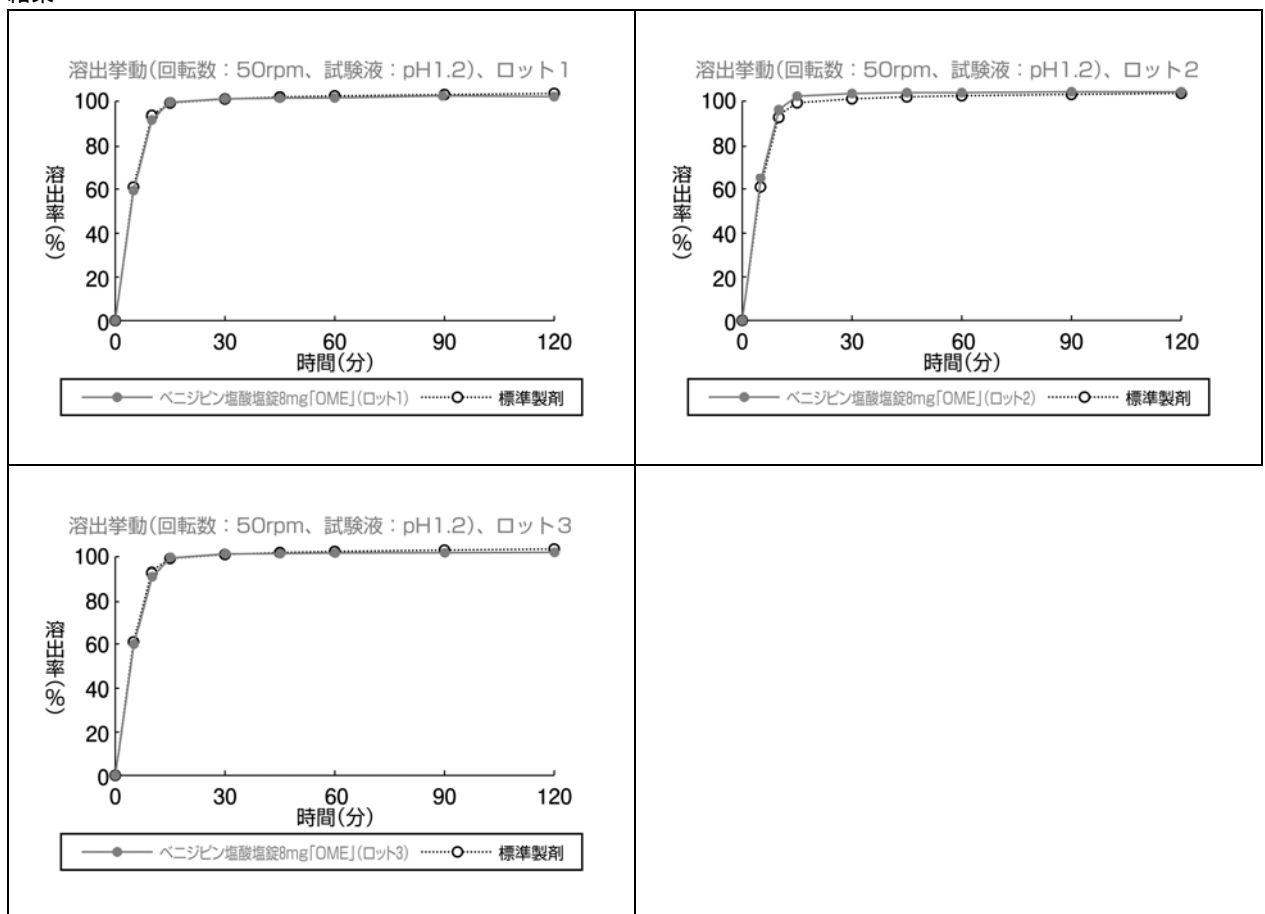 結果
溶出挙動(回転数：50rpm、試験液：pH1.2)、ロット1
100
80
60
40
20
0
溶出率(%)
0 30 60 90 120
時間(分)
ベニジピン塩酸塩錠8mg「OME」(ロット1) 標準製剤
溶出挙動(回転数：50rpm、試験液：pH1.2)、ロット2
100
80
60
40
20
0
溶出率(%)
0 30 60 90 120
時間(分)
ベニジピン塩酸塩錠8mg「OME」(ロット2) 標準製剤
溶出挙動(回転数：50rpm、試験液：pH1.2)、ロット3
100
80
60
40
20
0
溶出率(%)
0 30 60 90 120
時間(分)
ベニジピン塩酸塩錠8mg「OME」(ロット3) 標準製剤